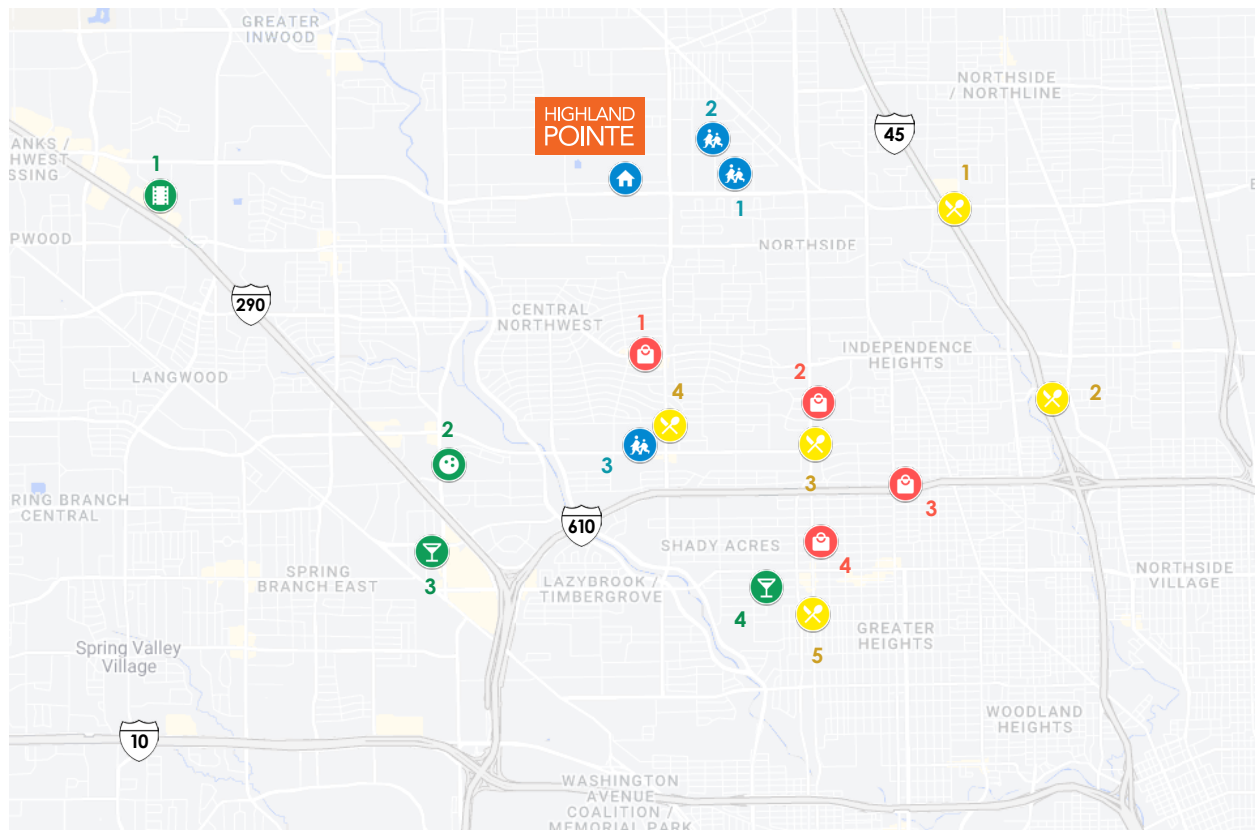 GREATER
INWOOD
HIGHLAND
POINTE
2
NORTHSIDE
/ NORTHLINE
45
ANKS /
HWEST
SSING
1
1
1
PWOOD
NORTHSIDE
290
CENTRAL
NORTHWEST
1
INDEPENDENCE
HEIGHTS
LANGWOOD
2
4
2
2
3
3
RING BRANCH
CENTRAL
3
610
SHADY ACRES
4
SPRING
BRANCH EAST
3
LAZYBROOK /
TIMBERGROVE
NORTHSIDE
VILLAGE
4
GREATER
HEIGHTS
5
Spring Valley
Village
WOODLAND
HEIGHTS
10
WASHINGTON
AVENUE
COALITION /
MEMORIAL PARK